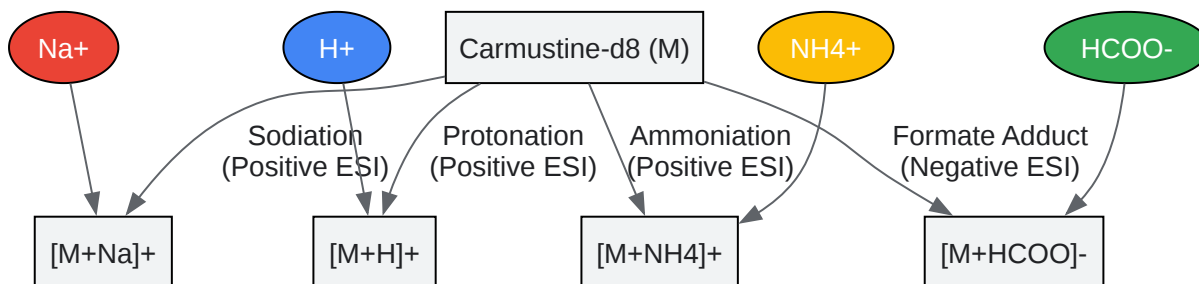 Na+
H+
Carmustine-d8 (M)
NH4+
HCOO-
Sodiation
(Positive ESI)
Protonation
(Positive ESI)
Ammoniation
(Positive ESI)
Formate Adduct
(Negative ESI)
[M+Na]+
[M+H]+
[M+NH4]+
[M+HCOO]-